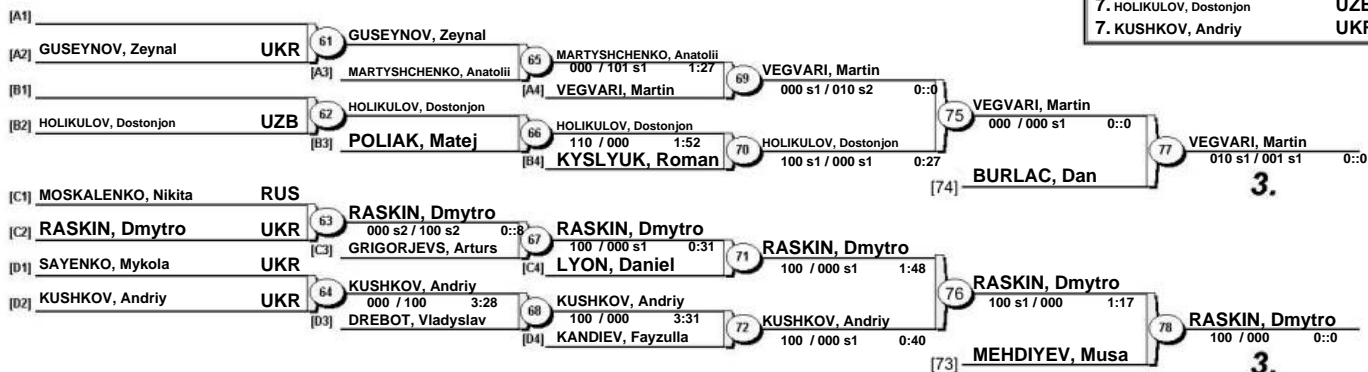 7. HOLIKULOV, Dostonjon UZB
7. KUSHKOV, Andriy UKR
[A1]
[A2] GUSEYNOV, Zeynal UKR
61
GUSEYNOV, Zeynal
[A3] MARTYSHCHENKO, Anatolii
65
MARTYSHCHENKO, Anatolii
000 / 101 s1 1:27
[A4] VEGVARI, Martin
69
VEGVARI, Martin
000 s1 / 010 s2 0::0
[B1]
[B2] HOLIKULOV, Dostonjon UZB
62
HOLIKULOV, Dostonjon
[B3] POLIAK, Matej
66
HOLIKULOV, Dostonjon
110 / 000 1:52
[B4] KYSLYUK, Roman
70
HOLIKULOV, Dostonjon
100 s1 / 000 s1 0:27
75
VEGVARI, Martin
000 / 000 s1 0::0
[74] BURLAC, Dan
77
VEGVARI, Martin
010 s1 / 001 s1 0::0
3.
[C1] MOSKALENKO, Nikita RUS
[C2] RASKIN, Dmytro UKR
63
RASKIN, Dmytro
000 s2 / 100 s2 0::8
[C3] GRIGORJEVS, Arturs
67
RASKIN, Dmytro
100 / 000 s1 0:31
[C4] LYON, Daniel
71
RASKIN, Dmytro
100 / 000 s1 1:48
[D1] SAYENKO, Mykola UKR
[D2] KUSHKOV, Andriy UKR
64
KUSHKOV, Andriy
000 / 100 3:28
[D3] DREBOT, Vladyslav
68
KUSHKOV, Andriy
100 / 000 3:31
[D4] KANDIEV, Fayzulla
72
KUSHKOV, Andriy
100 / 000 s1 0:40
76
RASKIN, Dmytro
100 s1 / 000 1:17
[73] MEHDIYEV, Musa
78
RASKIN, Dmytro
100 / 000 0::0
3.